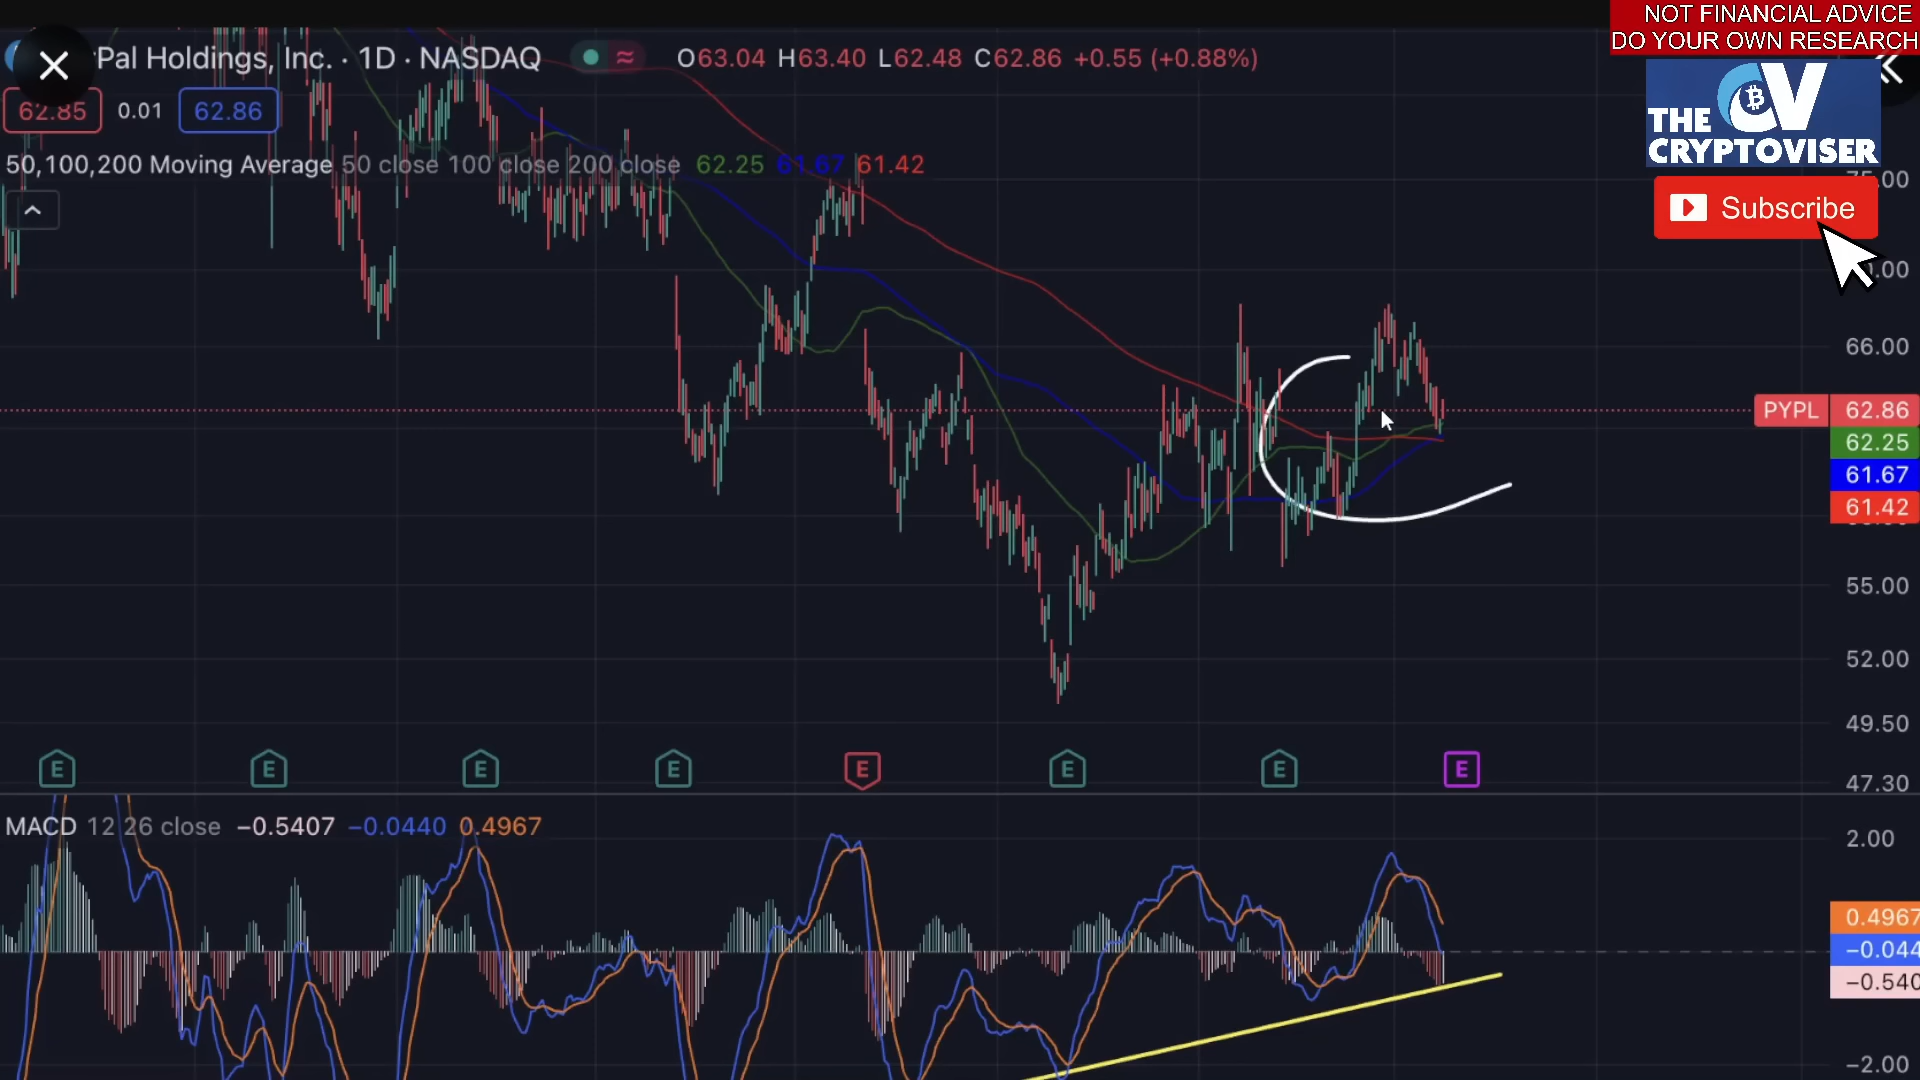 NOT FINANCIAL ADVICE
DO YOUR OWN RESEARCH
Pal Holdings, Inc. · 1D · NASDAQ
O63.04 H63.40 L62.48 C62.86 +0.55 (+0.88%)
62.85 0.01 62.86
THE CV
CRYPTOVISER
50,100,200 Moving Average 50 close 100 close 200 close 62.25 61.67 61.42
Subscribe
66.00
PYPL 62.86
62.25
61.67
61.42
55.00
52.00
49.50
E E E E E E E E
47.30
MACD 12 26 close −0.5407 −0.0440 0.4967
2.00
0.4967
−0.044
−0.540
−2.00